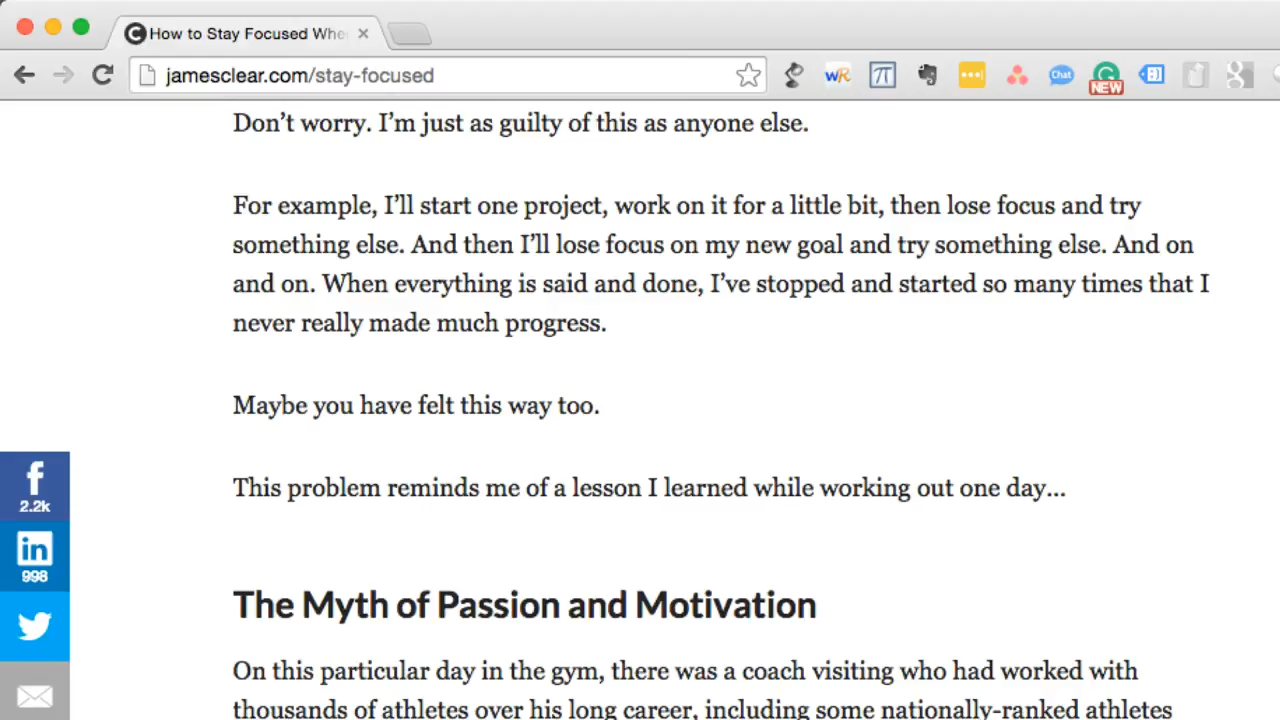 How to Stay Focused Whe
jamesclear.com/stay-focused
wR
π
Chat
NEW
Don't worry. I'm just as guilty of this as anyone else.
For example, I'll start one project, work on it for a little bit, then lose focus and try
something else. And then I'll lose focus on my new goal and try something else. And on
and on. When everything is said and done, I've stopped and started so many times that I
never really made much progress.
Maybe you have felt this way too.
This problem reminds me of a lesson I learned while working out one day...
f
2.2k
in
998
The Myth of Passion and Motivation
On this particular day in the gym, there was a coach visiting who had worked with
thousands of athletes over his long career, including some nationally-ranked athletes